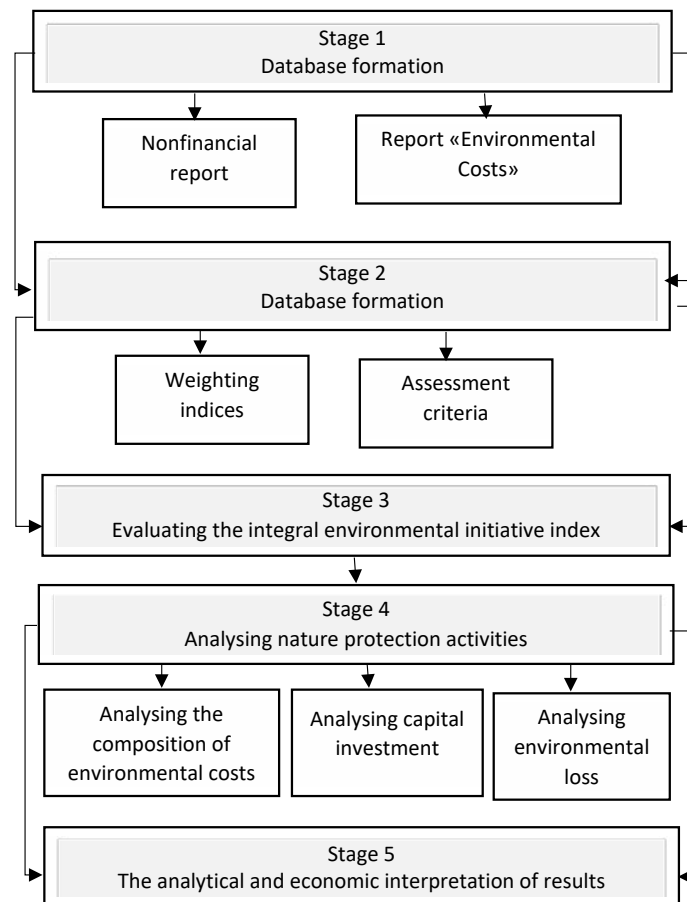 Stage 1
Database formation
Nonfinancial
report
Report «Environmental
Costs»
Stage 2
Database formation
Weighting
indices
Assessment
criteria
Stage 3
Evaluating the integral environmental initiative index
Stage 4
Analysing nature protection activities
Analysing the
composition of
environmental costs
Analysing capital
investment
Analysing
environmental
loss
Stage 5
The analytical and economic interpretation of results